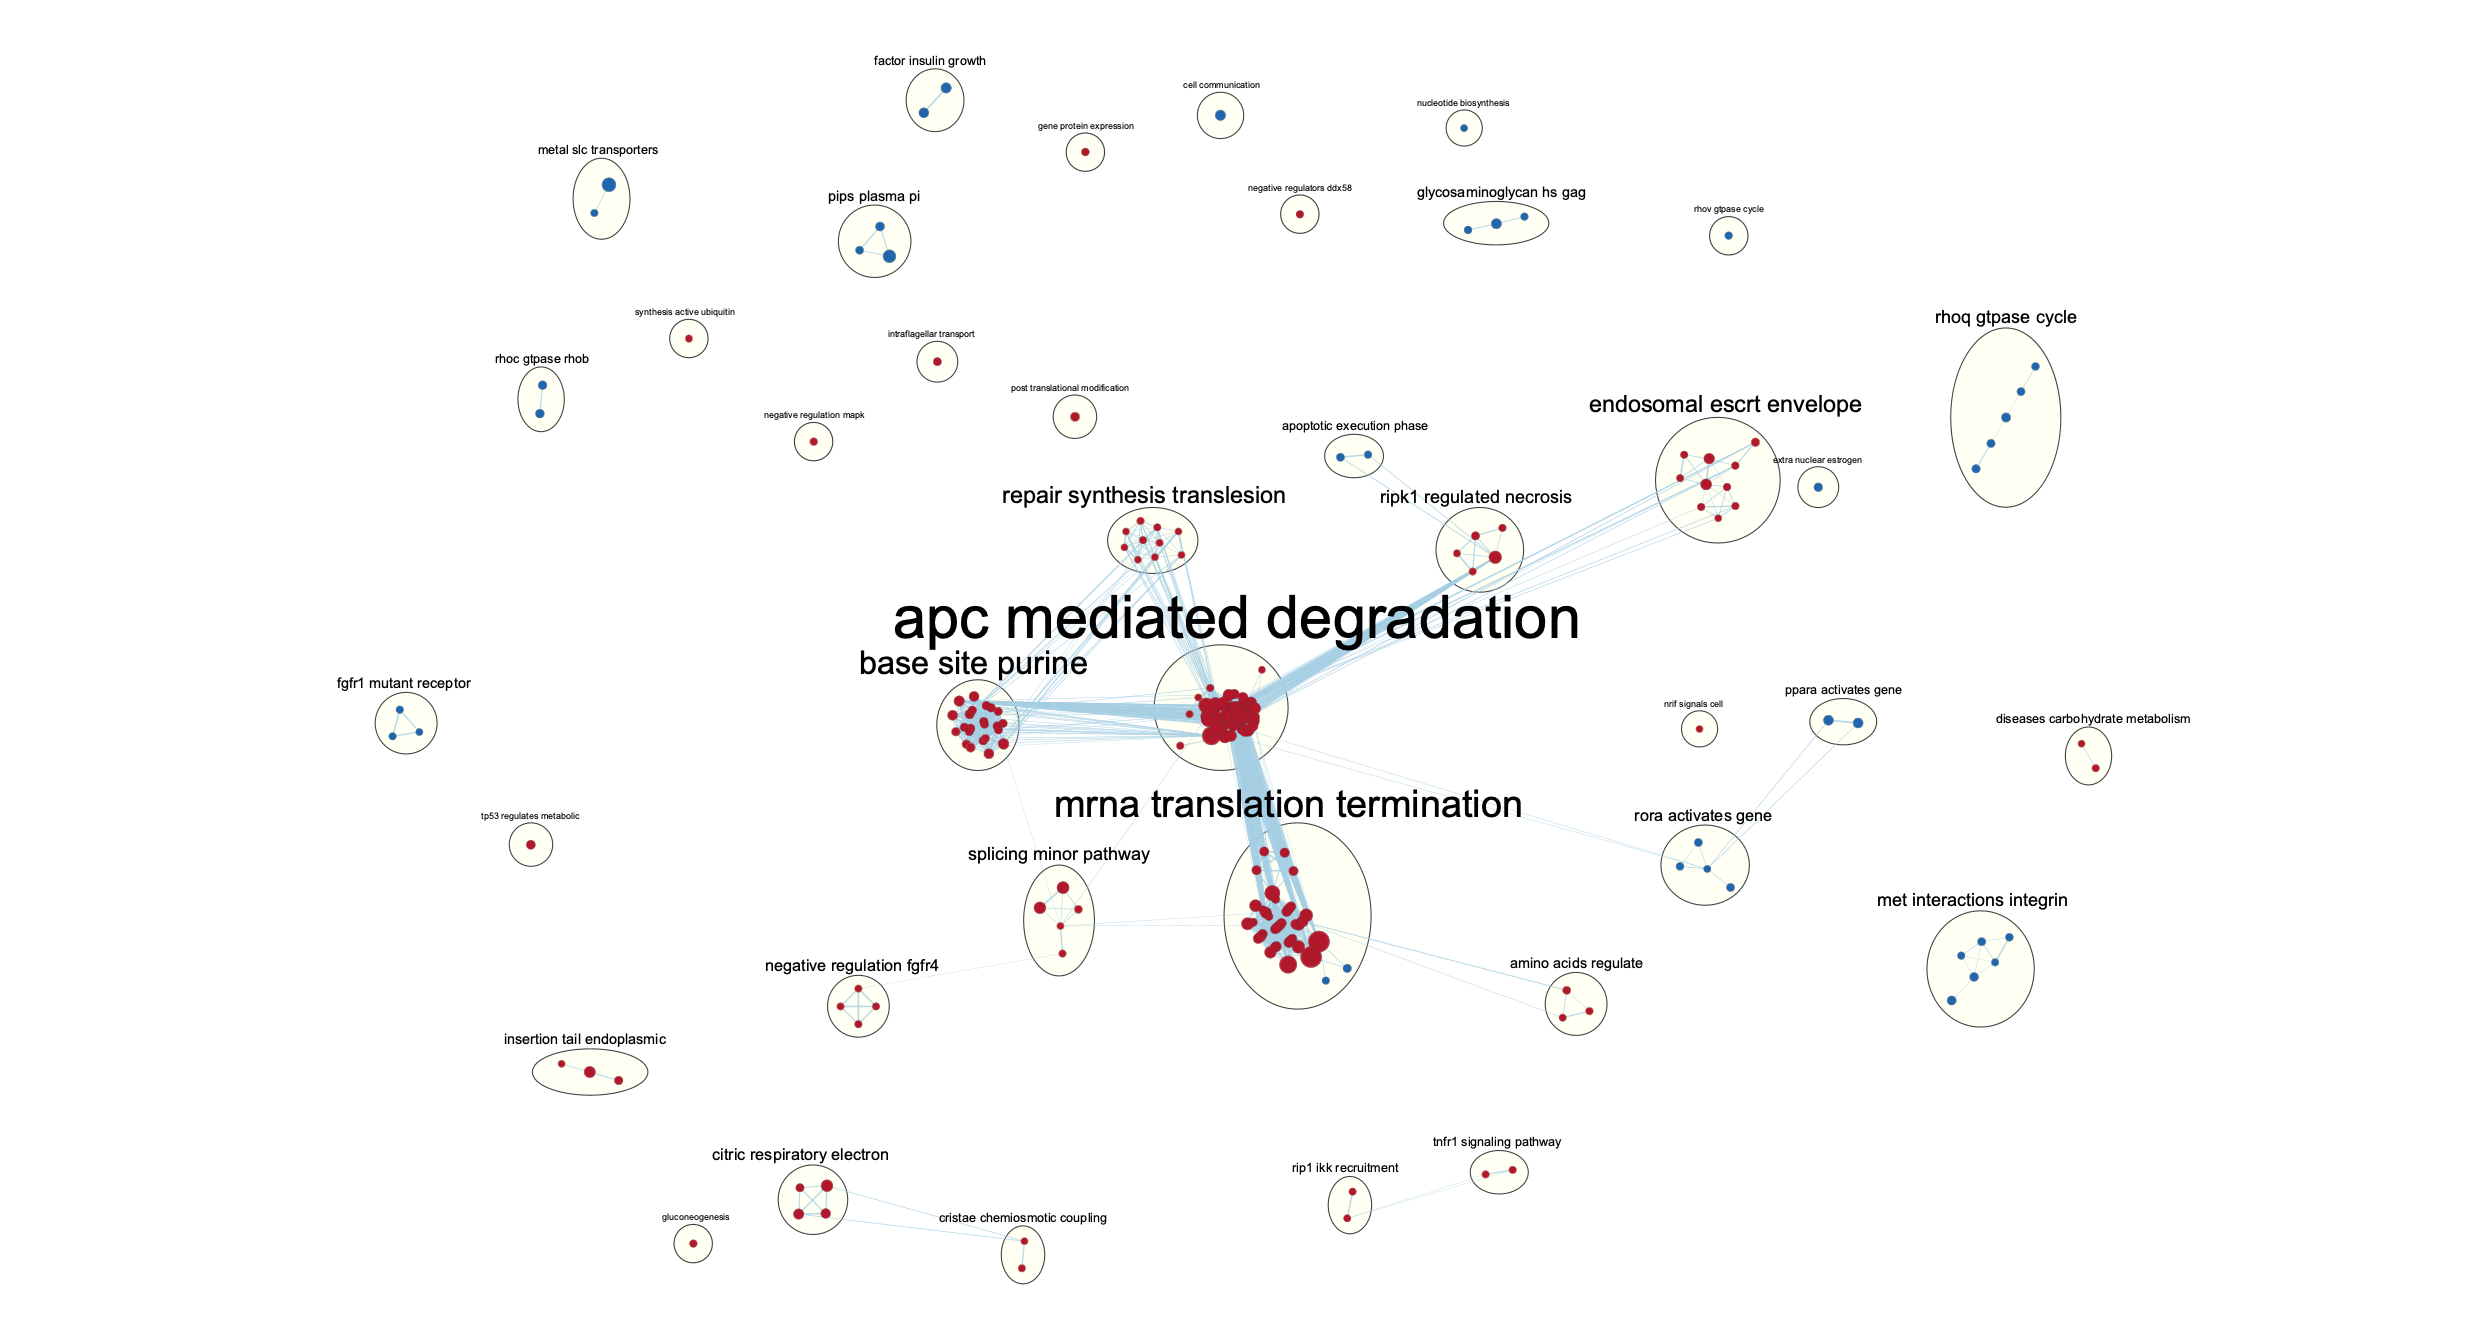 factor insulin growth
cell communication
nucleotide biosynthesis
gene protein expression
metal slc transporters
pips plasma pi
negative regulators ddx58
glycosaminoglycan hs gag
rhov gtpase cycle
synthesis active ubiquitin
rhoq gtpase cycle
intraflagellar transport
rhoc gtpase rhob
post translational modification
endosomal escrt envelope
negative regulation mapk
apoptotic execution phase
extra nuclear estrogen
repair synthesis translesion
ripk1 regulated necrosis
apc mediated degradation
base site purine
fgfr1 mutant receptor
ppara activates gene
nrif signals cell
diseases carbohydrate metabolism
mrna translation termination
tp53 regulates metabolic
rora activates gene
splicing minor pathway
met interactions integrin
negative regulation fgfr4
amino acids regulate
insertion tail endoplasmic
tnfr1 signaling pathway
citric respiratory electron
rip1 ikk recruitment
gluconeogenesis
cristae chemiosmotic coupling